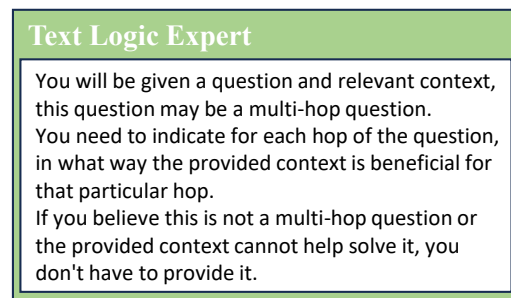 Text Logic Expert
You will be given a question and relevant context,
this question may be a multi-hop question.
You need to indicate for each hop of the question,
in what way the provided context is beneficial for
that particular hop.
If you believe this is not a multi-hop question or
the provided context cannot help solve it, you
don't have to provide it.